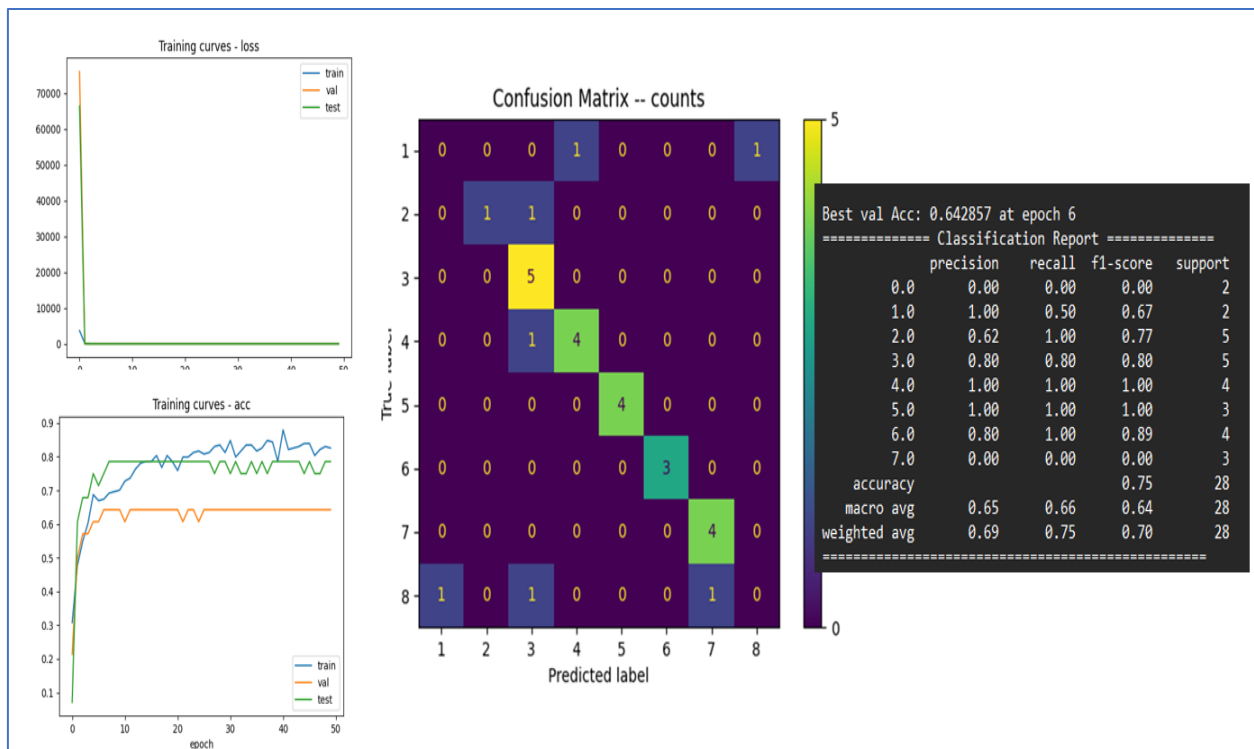 Training curves - loss
train
val
test
70000
60000
50000
40000
30000
20000
10000
0
0 10 20 30 40 50
Training curves - acc
0.9
0.8
0.7
0.6
0.5
0.4
0.3
0.2
0.1
train
val
test
0 10 20 30 40 50
epoch
Confusion Matrix -- counts
True label
1 0 0 0 1 0 0 0 1
2 0 1 1 0 0 0 0 0
3 0 0 5 0 0 0 0 0
4 0 0 1 4 0 0 0 0
5 0 0 0 0 4 0 0 0
6 0 0 0 0 0 3 0 0
7 0 0 0 0 0 0 4 0
8 1 0 1 0 0 0 1 0
1 2 3 4 5 6 7 8
Predicted label
5
0
Best val Acc: 0.642857 at epoch 6
============== Classification Report ==============
precision recall f1-score support
0.0 0.00 0.00 0.00 2
1.0 1.00 0.50 0.67 2
2.0 0.62 1.00 0.77 5
3.0 0.80 0.80 0.80 5
4.0 1.00 1.00 1.00 4
5.0 1.00 1.00 1.00 3
6.0 0.80 1.00 0.89 4
7.0 0.00 0.00 0.00 3
accuracy 0.75 28
macro avg 0.65 0.66 0.64 28
weighted avg 0.69 0.75 0.70 28
==================================================